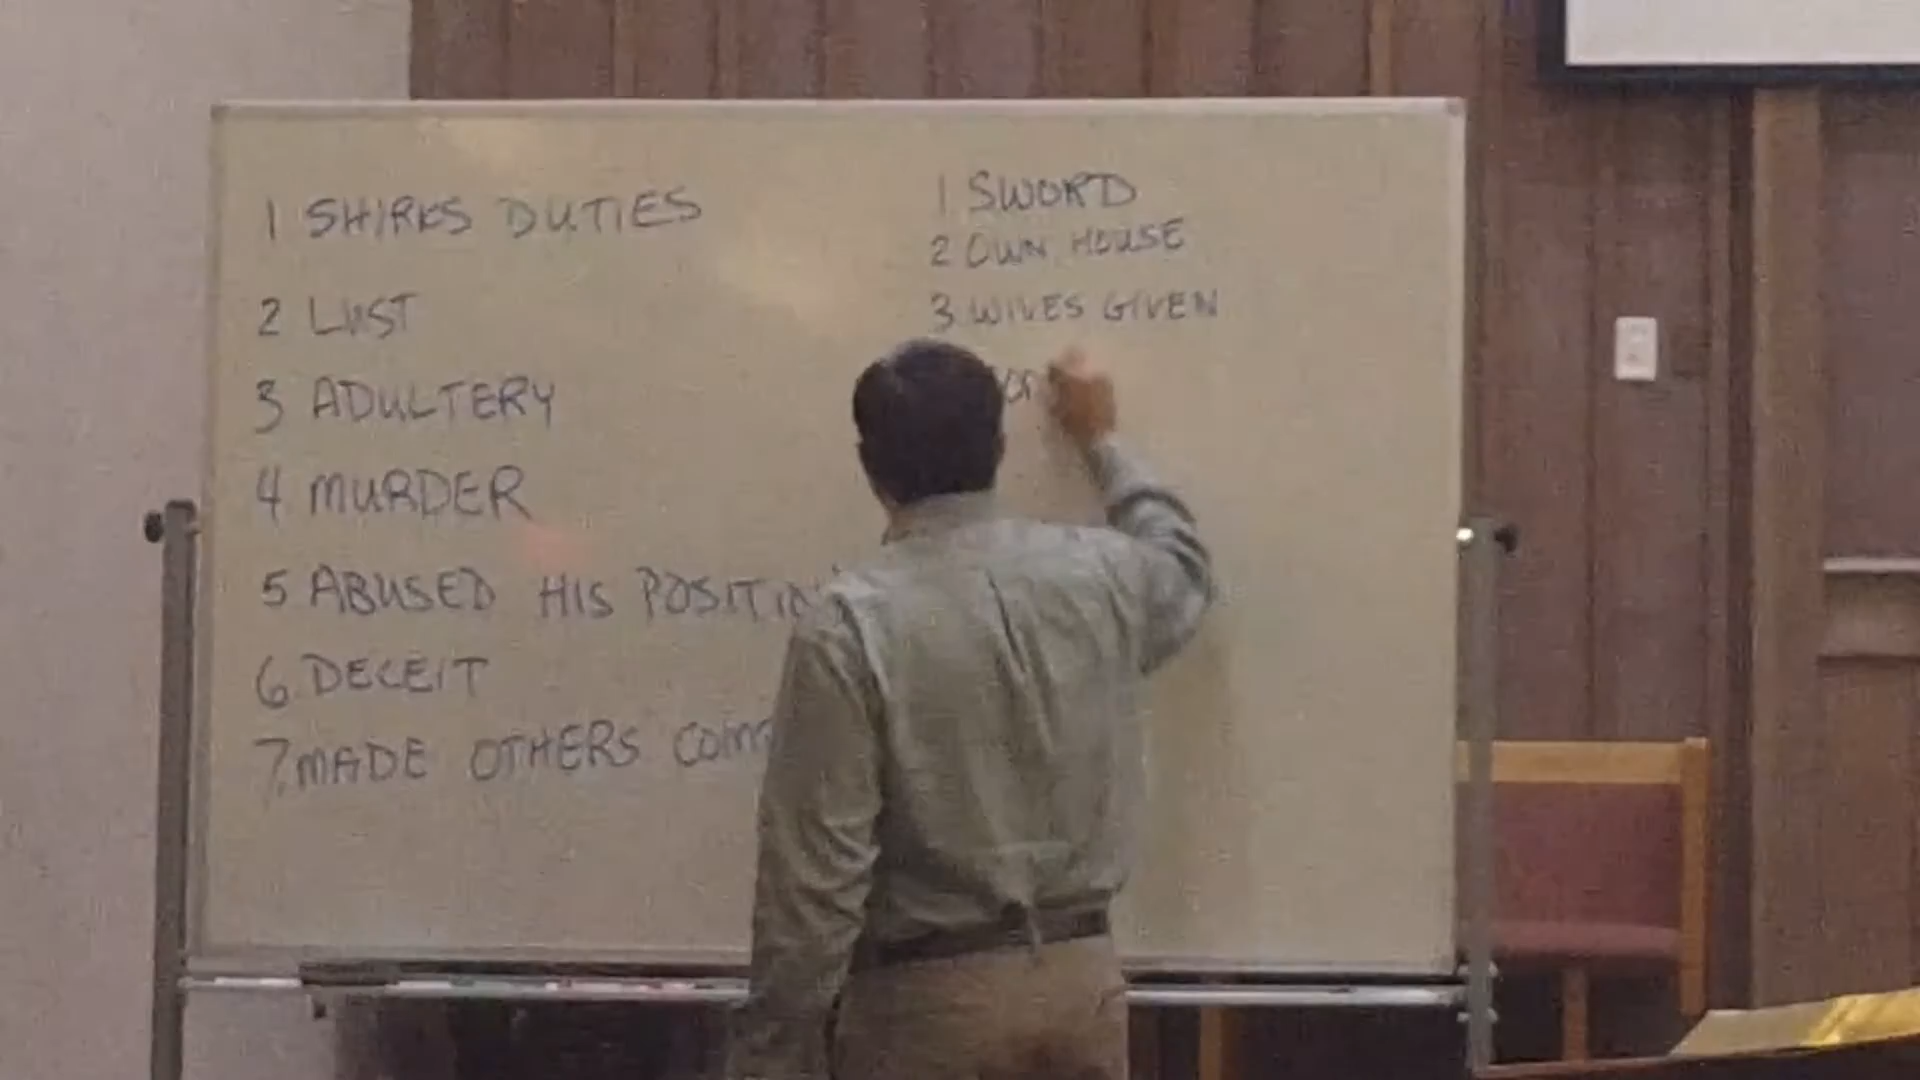 1 SHIRKS DUTIES
2 LUST
3 ADULTERY
4 MURDER
5 ABUSED HIS POSITION
6. DECEIT
7. MADE OTHERS COM
1 SWORD
2 OWN HOUSE
3 WIVES GIVEN